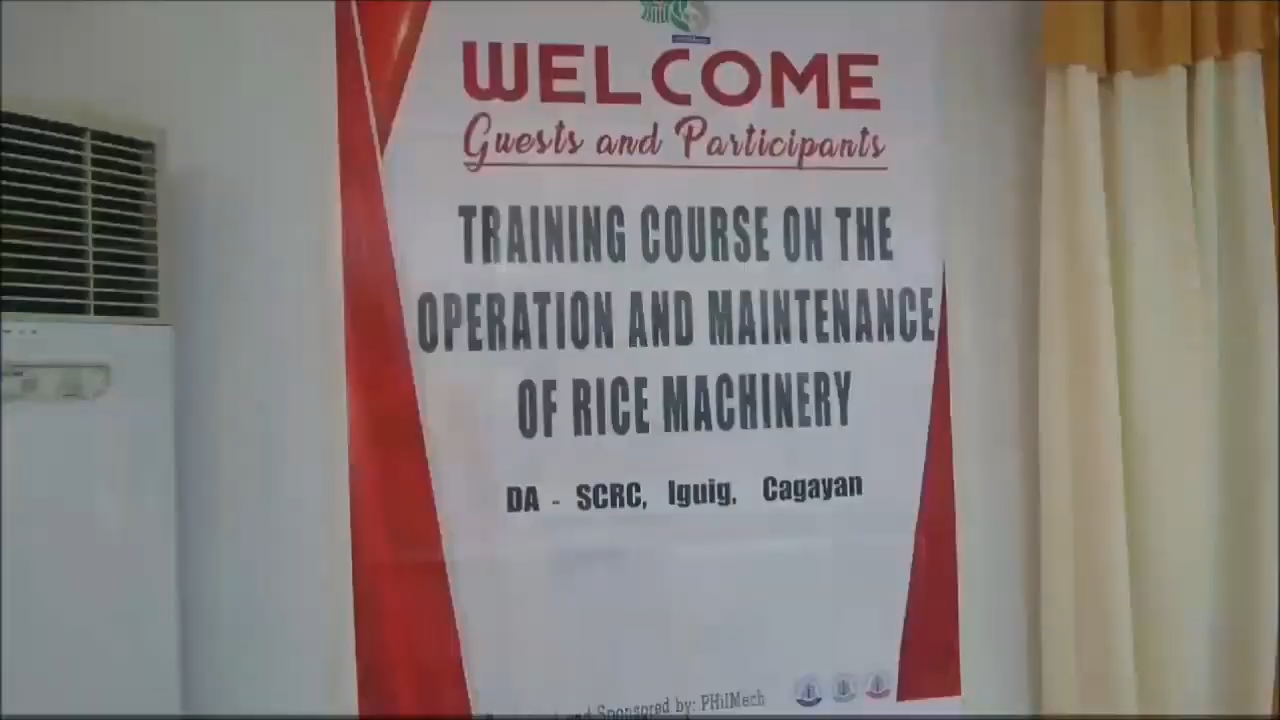 WELCOME
Guests and Participants
TRAINING COURSE ON THE
OPERATION AND MAINTENANCE
OF RICE MACHINERY
DA - SCRC, Iguig, Cagayan
and Sponsored by: PHilMech